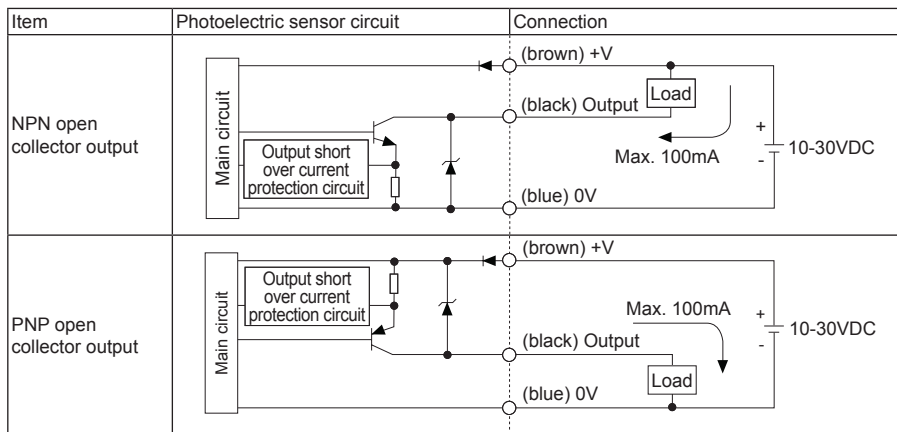 Item
Photoelectric sensor circuit
Connection
NPN open
collector output
Main circuit
Output short
over current
protection circuit
(brown) +V
(black) Output
(blue) 0V
Load
Max. 100mA
+
-
10-30VDC
PNP open
collector output
Main circuit
Output short
over current
protection circuit
(brown) +V
(black) Output
(blue) 0V
Max. 100mA
Load
+
-
10-30VDC